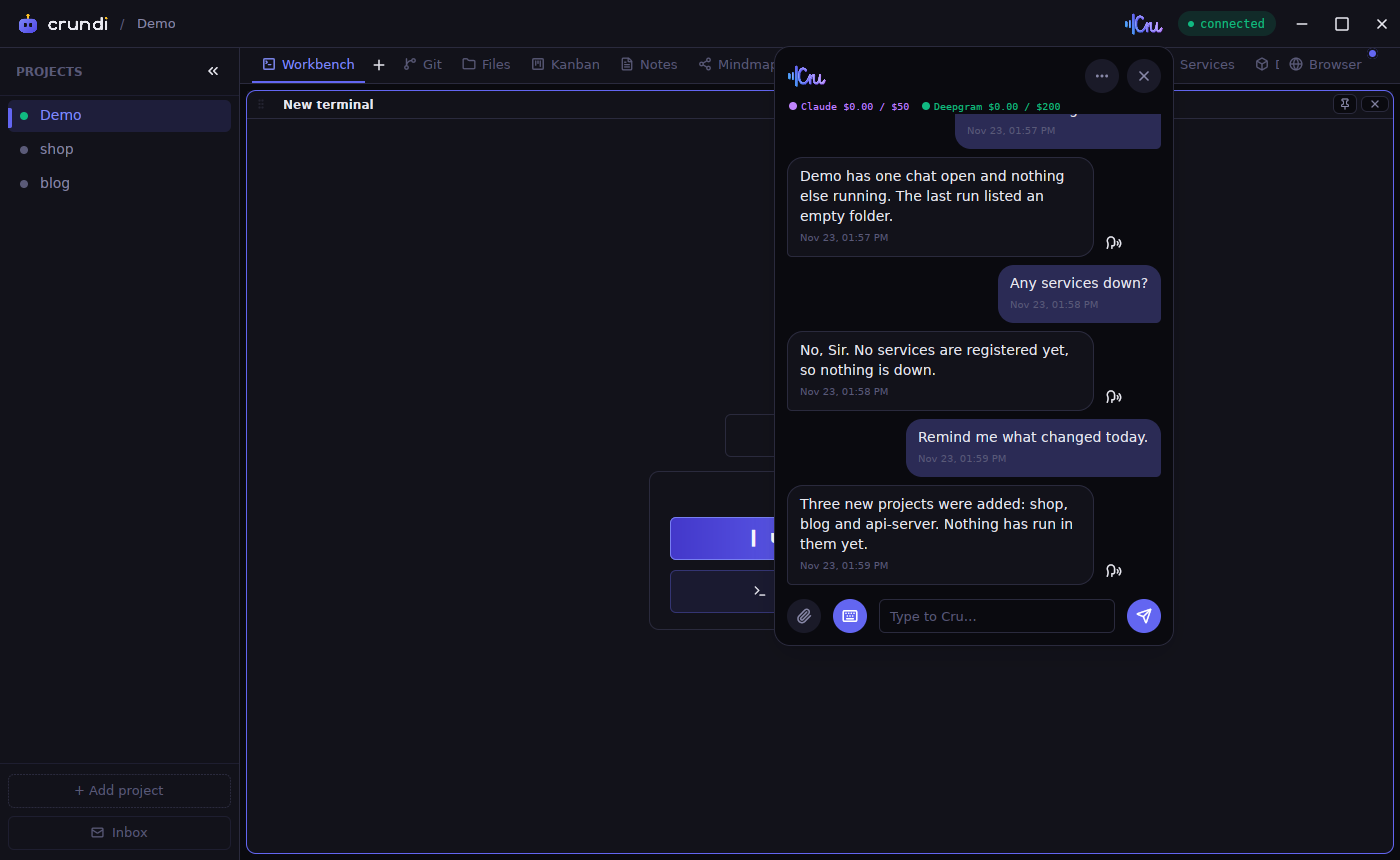 crundi / Demo
Cru
connected
PROJECTS
Demo
shop
blog
+ Add project
Inbox
Workbench
Git
Files
Kanban
Notes
Mindmap
Services
Browser
New terminal
Cru
Claude $0.00 / $50
Deepgram $0.00 / $200
Nov 23, 01:57 PM
Demo has one chat open and nothing
else running. The last run listed an
empty folder.
Nov 23, 01:57 PM
Any services down?
Nov 23, 01:58 PM
No, Sir. No services are registered yet,
so nothing is down.
Nov 23, 01:58 PM
Remind me what changed today.
Nov 23, 01:59 PM
Three new projects were added: shop,
blog and api-server. Nothing has run in
them yet.
Nov 23, 01:59 PM
Type to Cru...